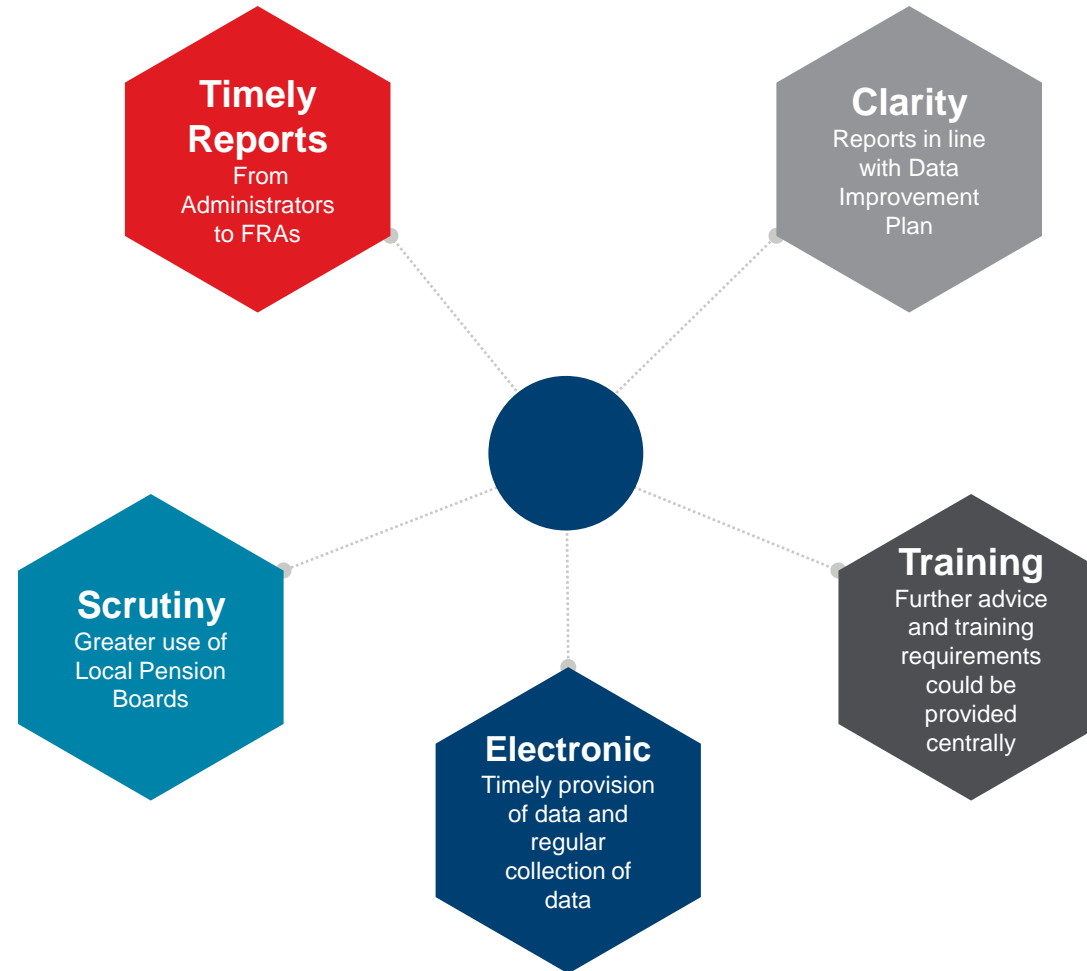 Timely
Reports
From
Administrators
to FRAs
Clarity
Reports in line
with Data
Improvement
Plan
Scrutiny
Greater use of
Local Pension
Boards
Electronic
Timely provision
of data and
regular
collection of
data
Training
Further advice
and training
requirements
could be
provided
centrally